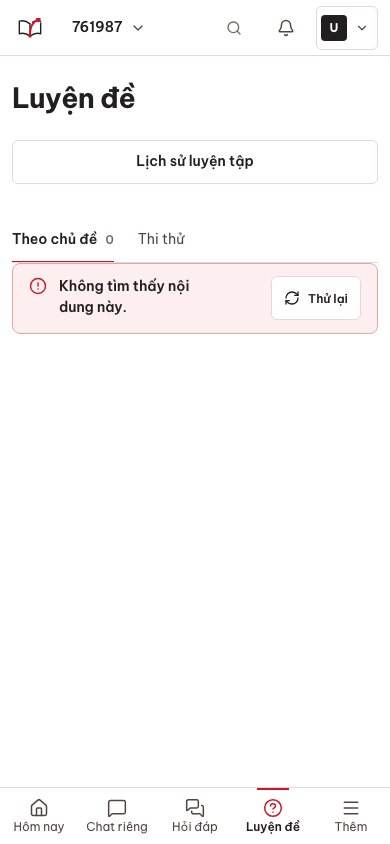 761987
U
Luyện đề
Lịch sử luyện tập
Theo chủ đề 0
Thi thử
Không tìm thấy nội
dung này.
Thử lại
Hôm nay
Chat riêng
Hỏi đáp
Luyện đề
Thêm